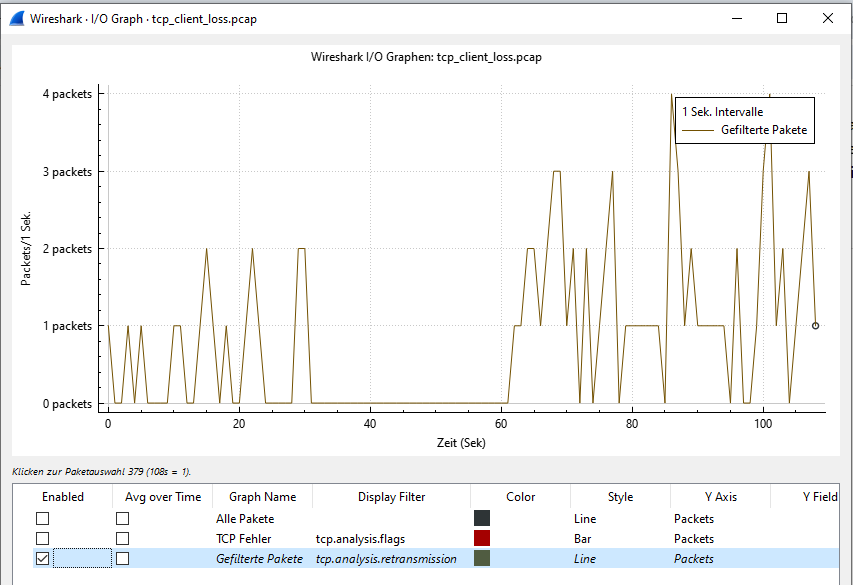 Wireshark · I/O Graph · tcp_client_loss.pcap
Wireshark I/O Graphen: tcp_client_loss.pcap
4 packets
3 packets
2 packets
1 packets
0 packets
Packets/1 Sek.
1 Sek. Intervalle
Gefilterte Pakete
0 20 40 60 80 100
Zeit (Sek)
Klicken zur Paketauswahl 379 (108s = 1).
Enabled Avg over Time Graph Name Display Filter Color Style Y Axis Y Field
Alle Pakete Line Packets
TCP Fehler tcp.analysis.flags Bar Packets
Gefilterte Pakete tcp.analysis.retransmission Line Packets